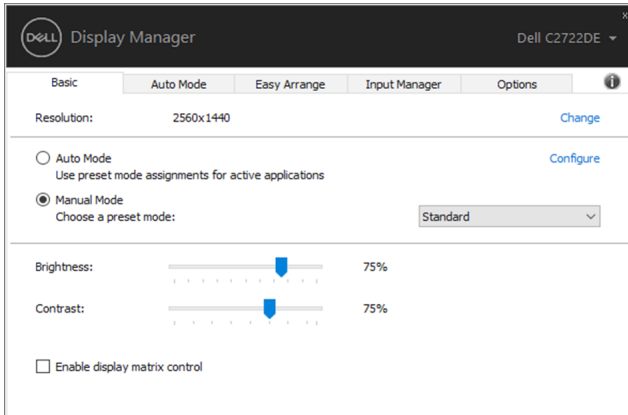 DELL Display Manager
Dell C2722DE
Basic Auto Mode Easy Arrange Input Manager Options
Resolution: 2560x1440 Change
Auto Mode Configure
Use preset mode assignments for active applications
Manual Mode
Choose a preset mode: Standard
Brightness: 75%
Contrast: 75%
Enable display matrix control